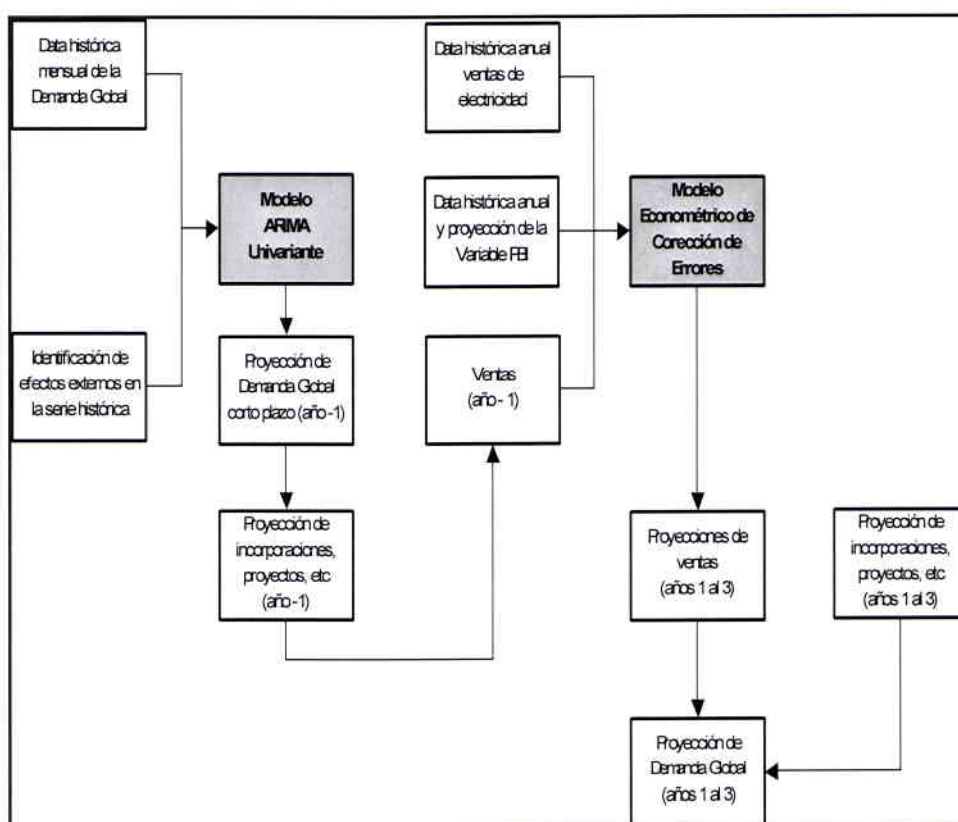 Data histórica
mensual de la
Demanda Global
Identificación de
efectos externos en
la serie histórica
Modelo
ARIMA
Univariante
Proyección de
Demanda Global
corto plazo (año -1)
Proyección de
incorporaciones,
proyectos, etc
(año -1)
Data histórica anual
ventas de
electricidad
Data histórica anual
y proyección de la
Variable PBI
Ventas
(año - 1)
Modelo
Econométrico de
Corección de
Errores
Proyecciones de
ventas
(años 1 al 3)
Proyección de
incorporaciones,
proyectos, etc
(años 1 al 3)
Proyección de
Demanda Global
(años 1 al 3)